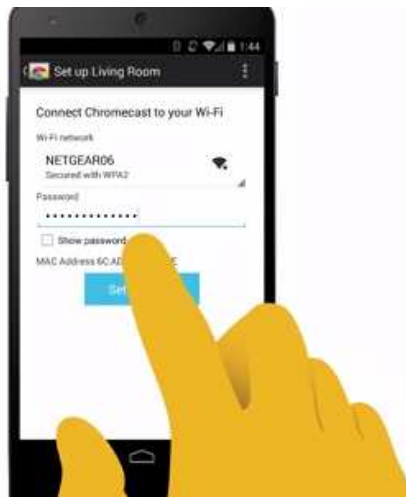 1:44
Set up Living Room
Connect Chromecast to your Wi-Fi
Wi-Fi network
NETGEAR06
Secured with WPA2
Password
•••••••••••••
Show password
MAC Address 6C:AD
Set